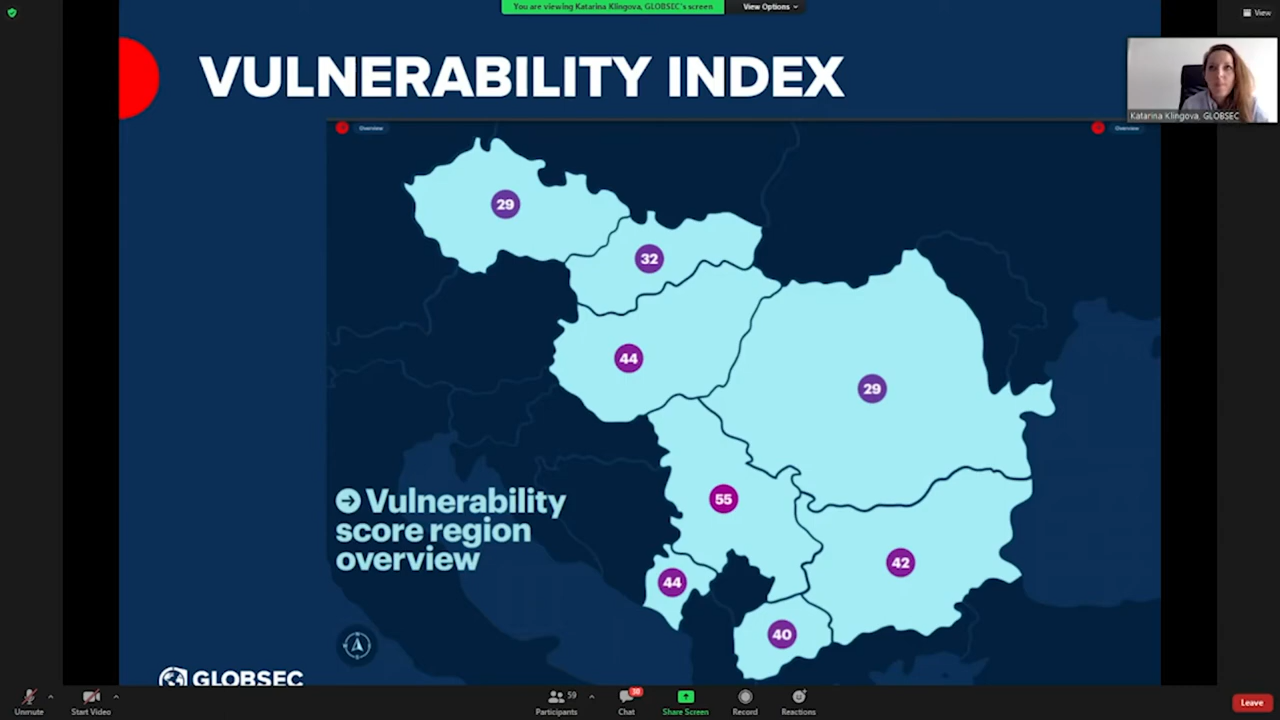 You are viewing Katarina Klingova, GLOBSEC's screen
View Options
View
VULNERABILITY INDEX
Katarina Klingova, GLOBSEC
Overview
Overview
29
32
44
29
55
42
44
40
Vulnerability
score region
overview
GLOBSEC
Unmute
Start Video
Participants
59
Chat
38
Share Screen
Record
Reactions
Leave